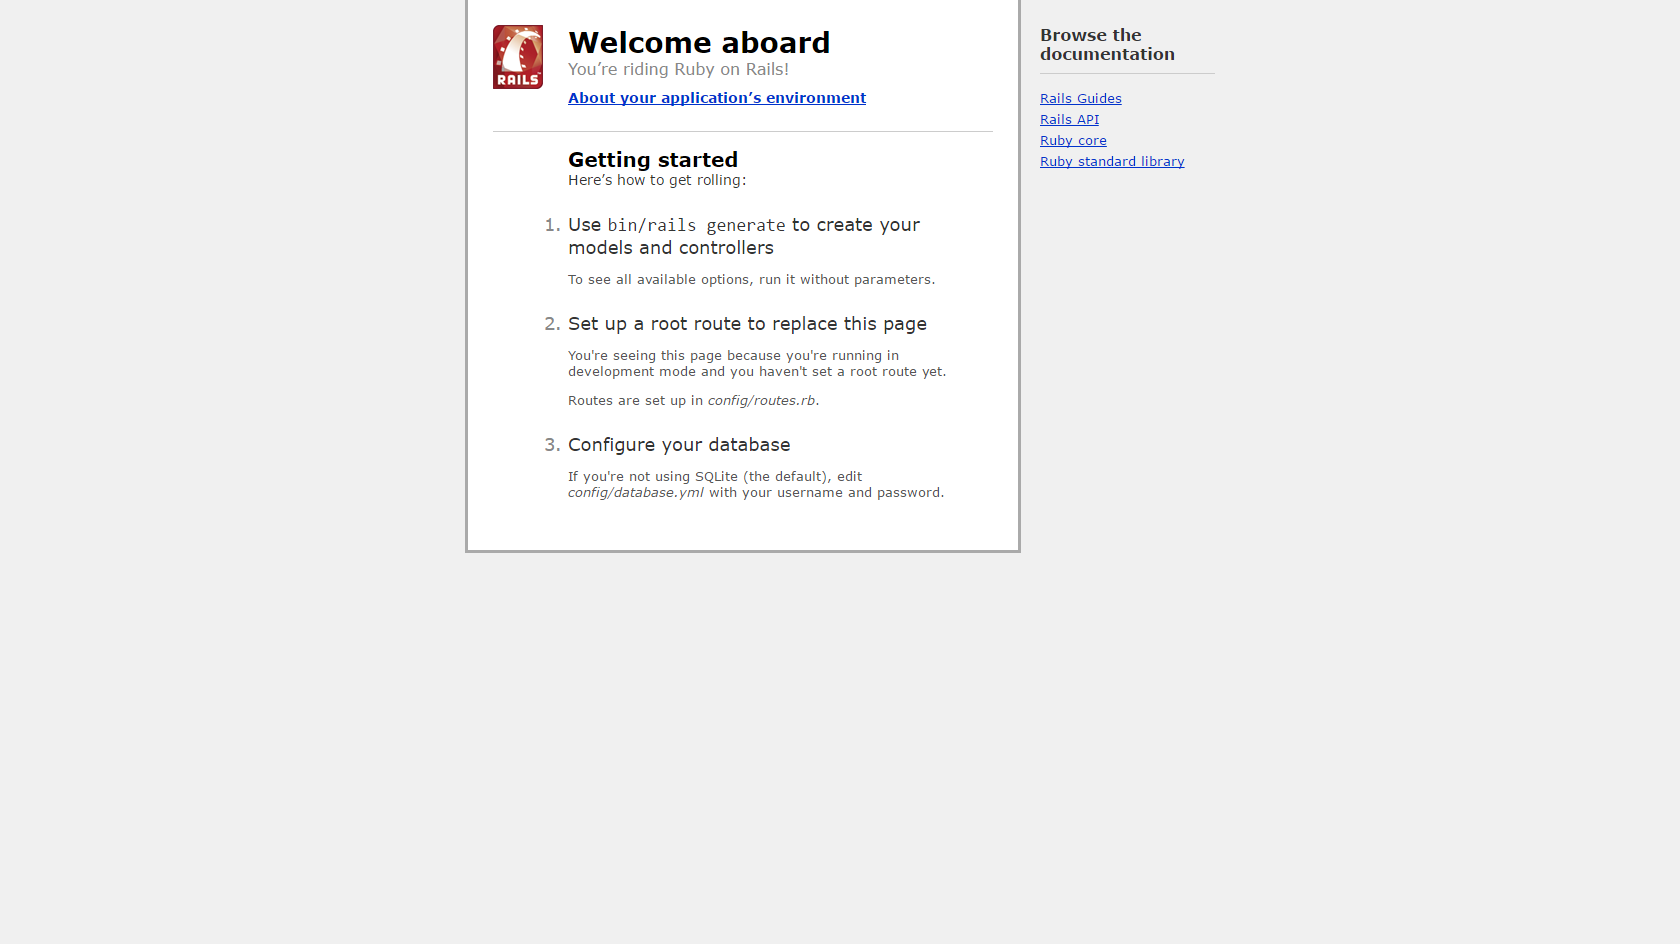 RAILS
Welcome aboard
You’re riding Ruby on Rails!
About your application’s environment
Getting started
Here’s how to get rolling:
1. Use bin/rails generate to create your
models and controllers
To see all available options, run it without parameters.
2. Set up a root route to replace this page
You're seeing this page because you're running in
development mode and you haven't set a root route yet.
Routes are set up in config/routes.rb.
3. Configure your database
If you're not using SQLite (the default), edit
config/database.yml with your username and password.
Browse the
documentation
Rails Guides
Rails API
Ruby core
Ruby standard library